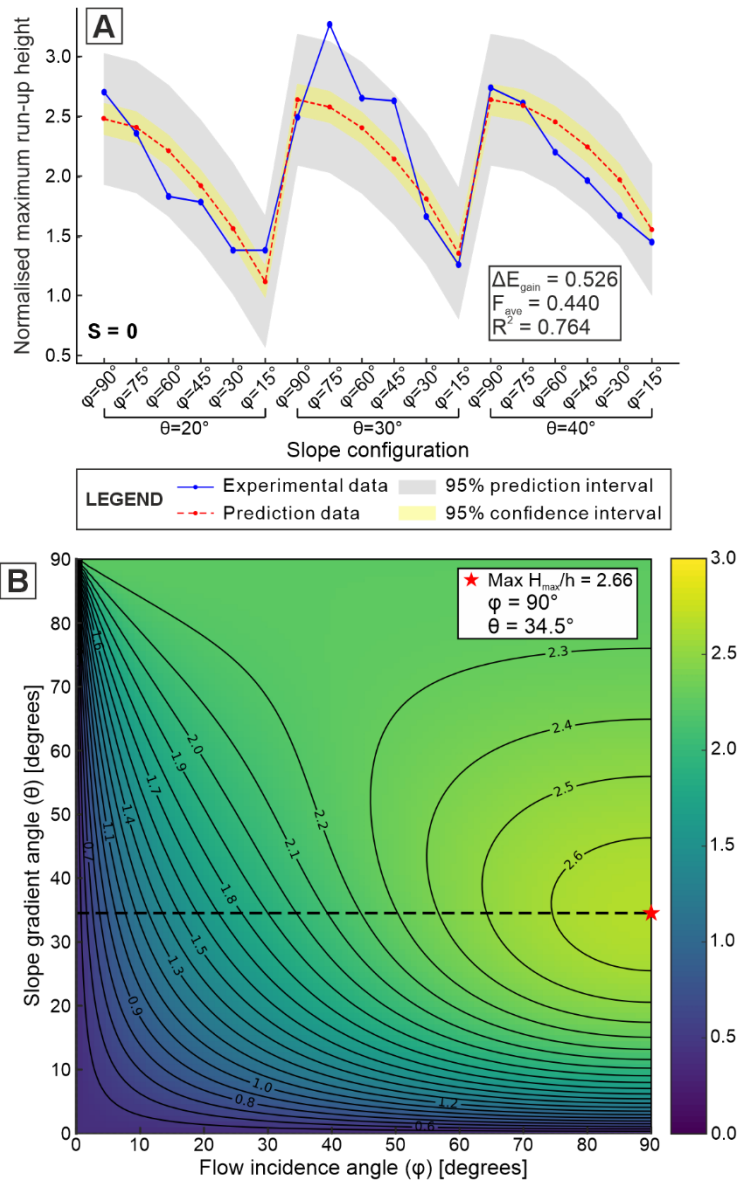 A
Normalised maximum run-up height
3.0
2.5
2.0
1.5
1.0
0.5
S = 0
ΔE_gain = 0.526
F_ave = 0.440
R² = 0.764
φ=90° φ=75° φ=60° φ=45° φ=30° φ=15° φ=90° φ=75° φ=60° φ=45° φ=30° φ=15° φ=90° φ=75° φ=60° φ=45° φ=30° φ=15°
θ=20° θ=30° θ=40°
Slope configuration
LEGEND
Experimental data
95% prediction interval
Prediction data
95% confidence interval
B
Slope gradient angle (θ) [degrees]
90
80
70
60
50
40
30
20
10
0
Max H_max/h = 2.66
φ = 90°
θ = 34.5°
1.6
2.3
2.0
2.4
1.9
1.7
2.5
1.4
2.2
1.1
2.1
2.6
0.7
1.8
1.5
1.3
0.9
1.0
0.8
1.2
0.6
0 10 20 30 40 50 60 70 80 90
Flow incidence angle (φ) [degrees]
3.0
2.5
2.0
1.5
1.0
0.5
0.0